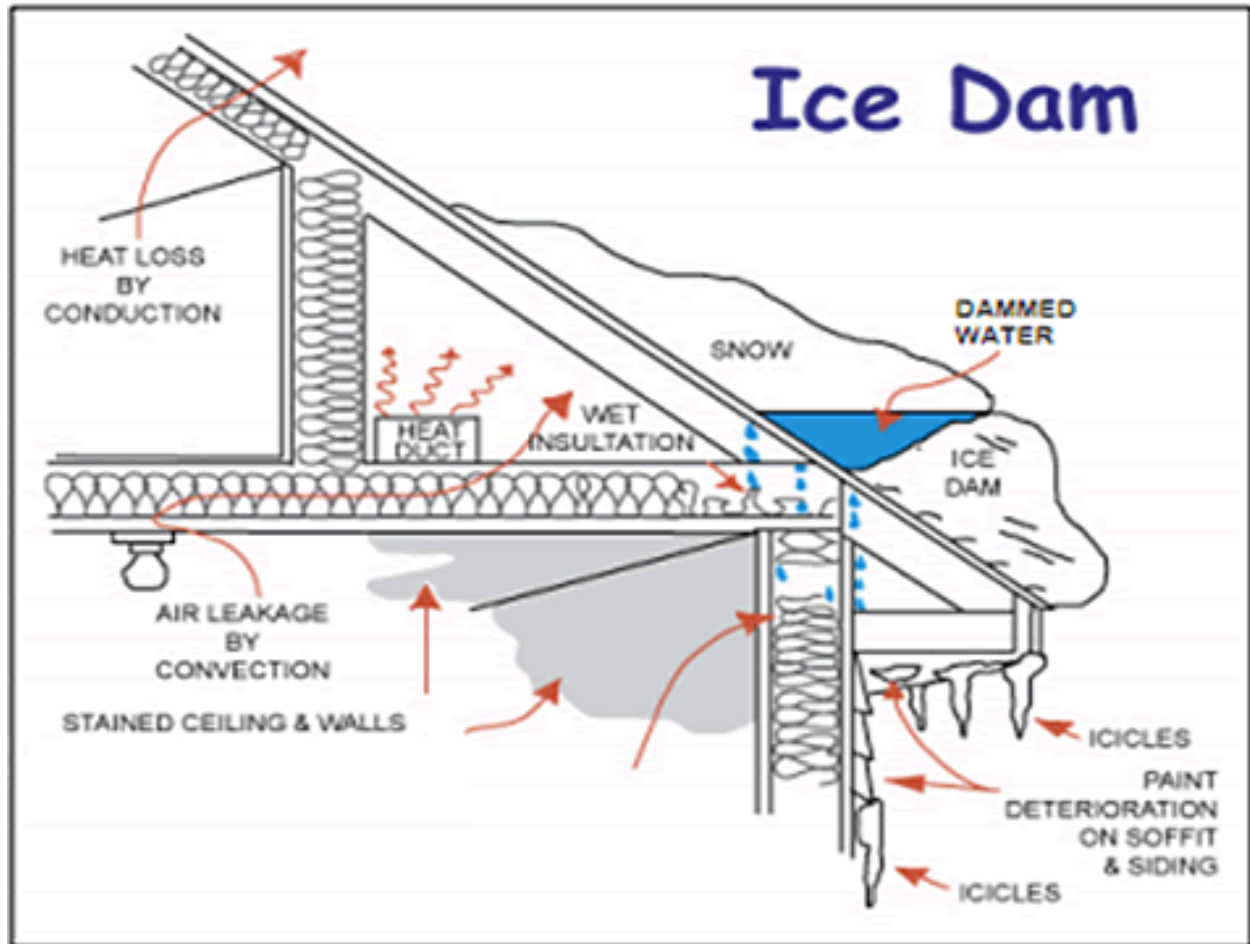 Ice Dam
HEAT LOSS
BY
CONDUCTION
DAMMED
WATER
SNOW
HEAT
DUCT
WET
INSULTATION
ICE
DAM
AIR LEAKAGE
BY
CONVECTION
STAINED CEILING & WALLS
ICICLES
PAINT
DETERIORATION
ON SOFFIT
& SIDING
ICICLES